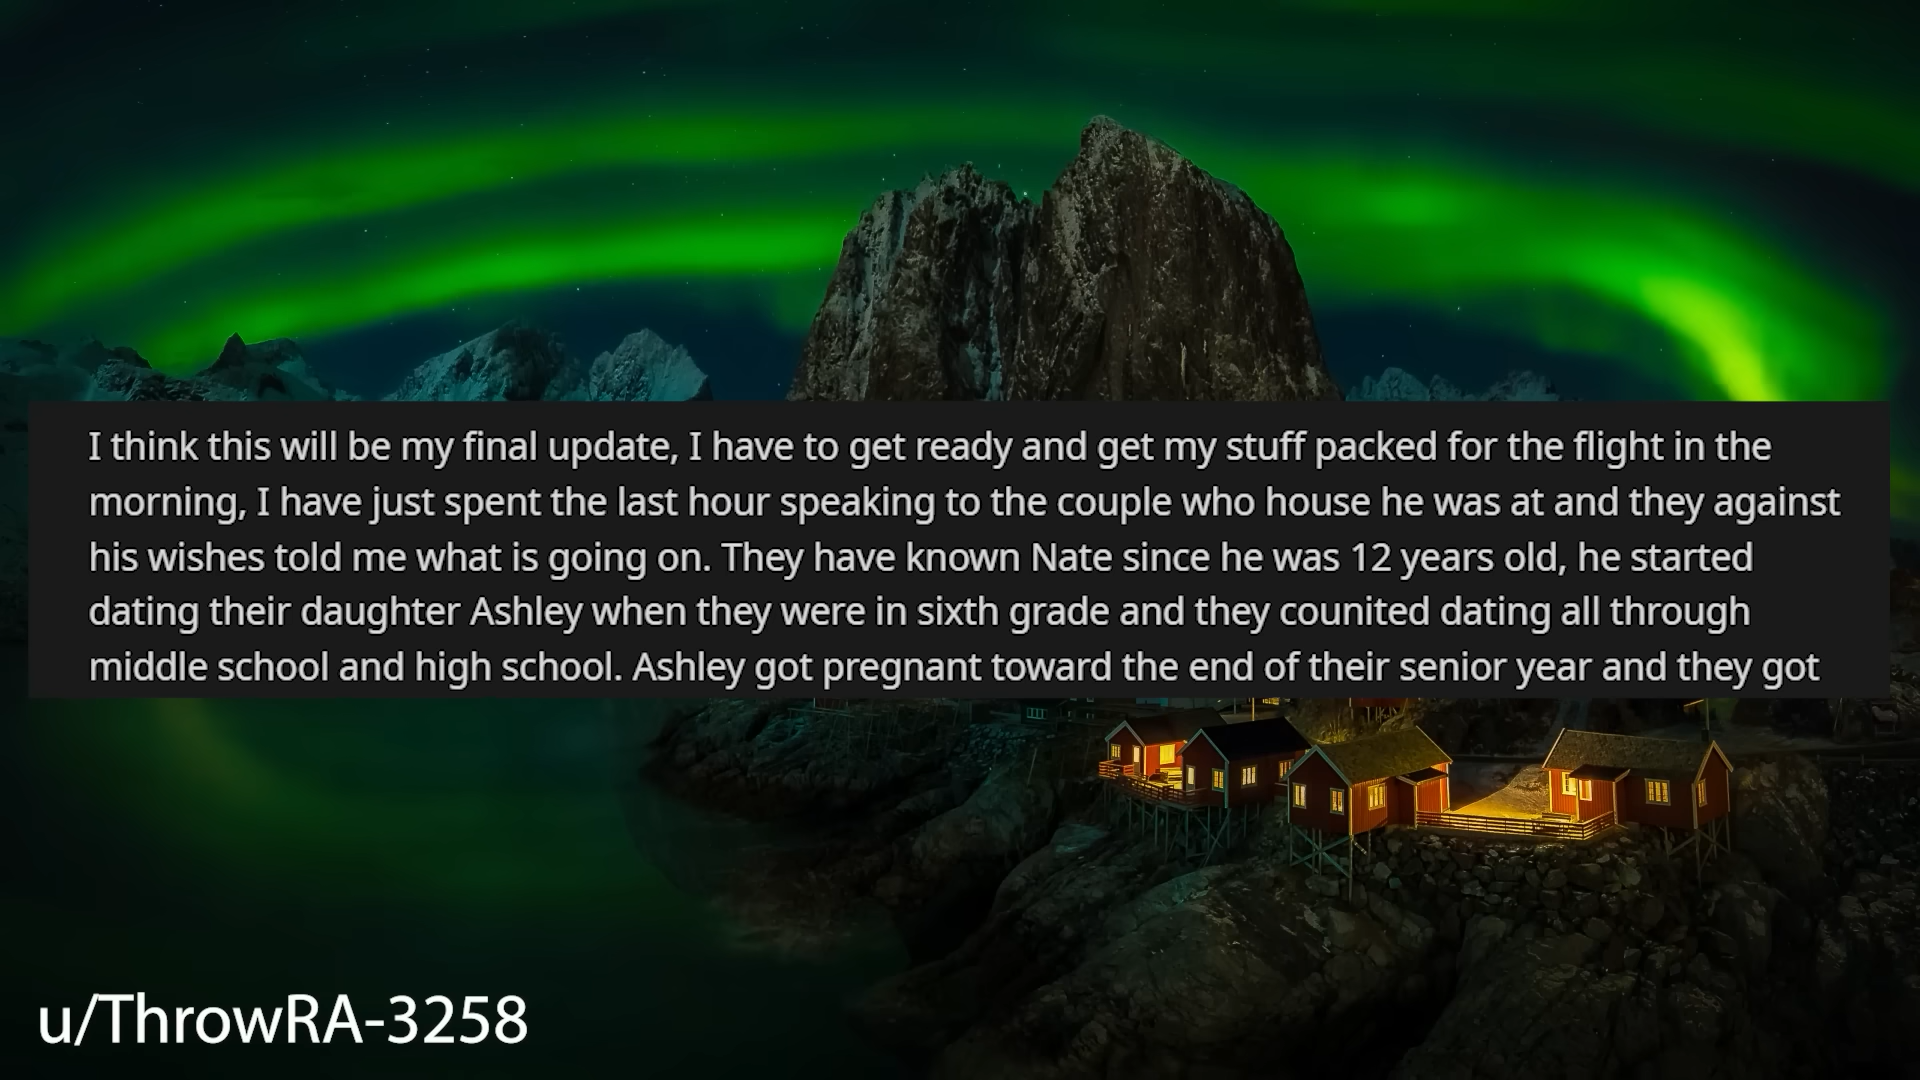 I think this will be my final update, I have to get ready and get my stuff packed for the flight in the
morning, I have just spent the last hour speaking to the couple who house he was at and they against
his wishes told me what is going on. They have known Nate since he was 12 years old, he started
dating their daughter Ashley when they were in sixth grade and they counited dating all through
middle school and high school. Ashley got pregnant toward the end of their senior year and they got
u/ThrowRA-3258